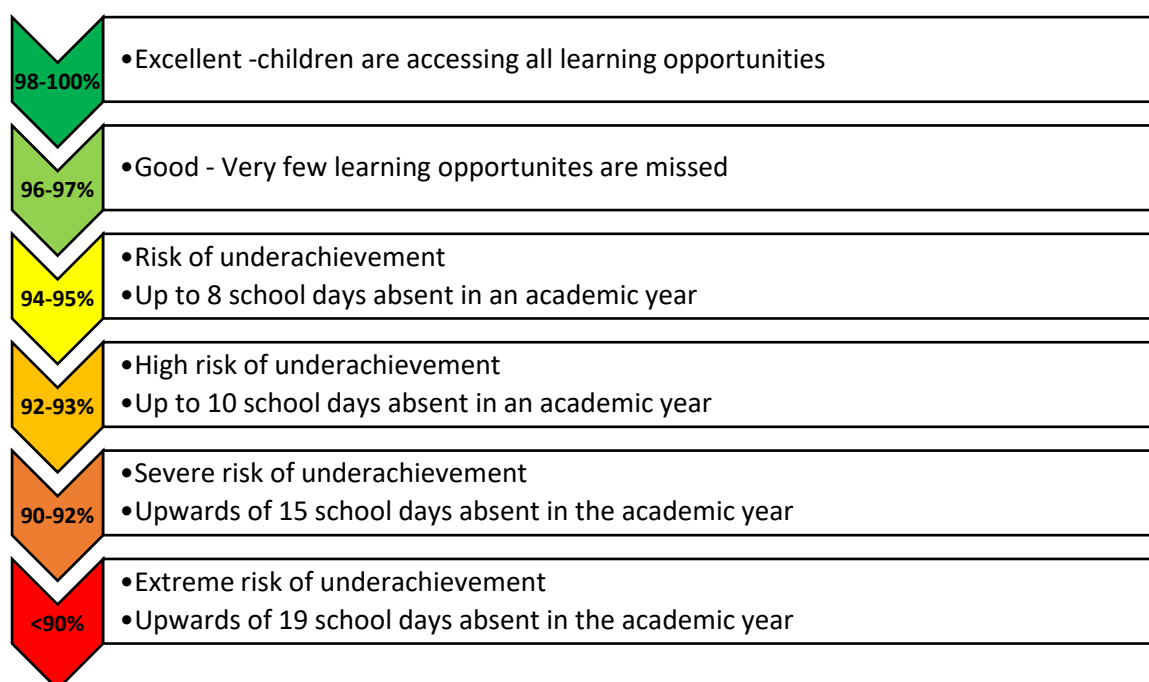 98-100%
•Excellent -children are accessing all learning opportunities
96-97%
•Good - Very few learning opportunites are missed
94-95%
•Risk of underachievement
•Up to 8 school days absent in an academic year
92-93%
•High risk of underachievement
•Up to 10 school days absent in an academic year
90-92%
•Severe risk of underachievement
•Upwards of 15 school days absent in the academic year
<90%
•Extreme risk of underachievement
•Upwards of 19 school days absent in the academic year